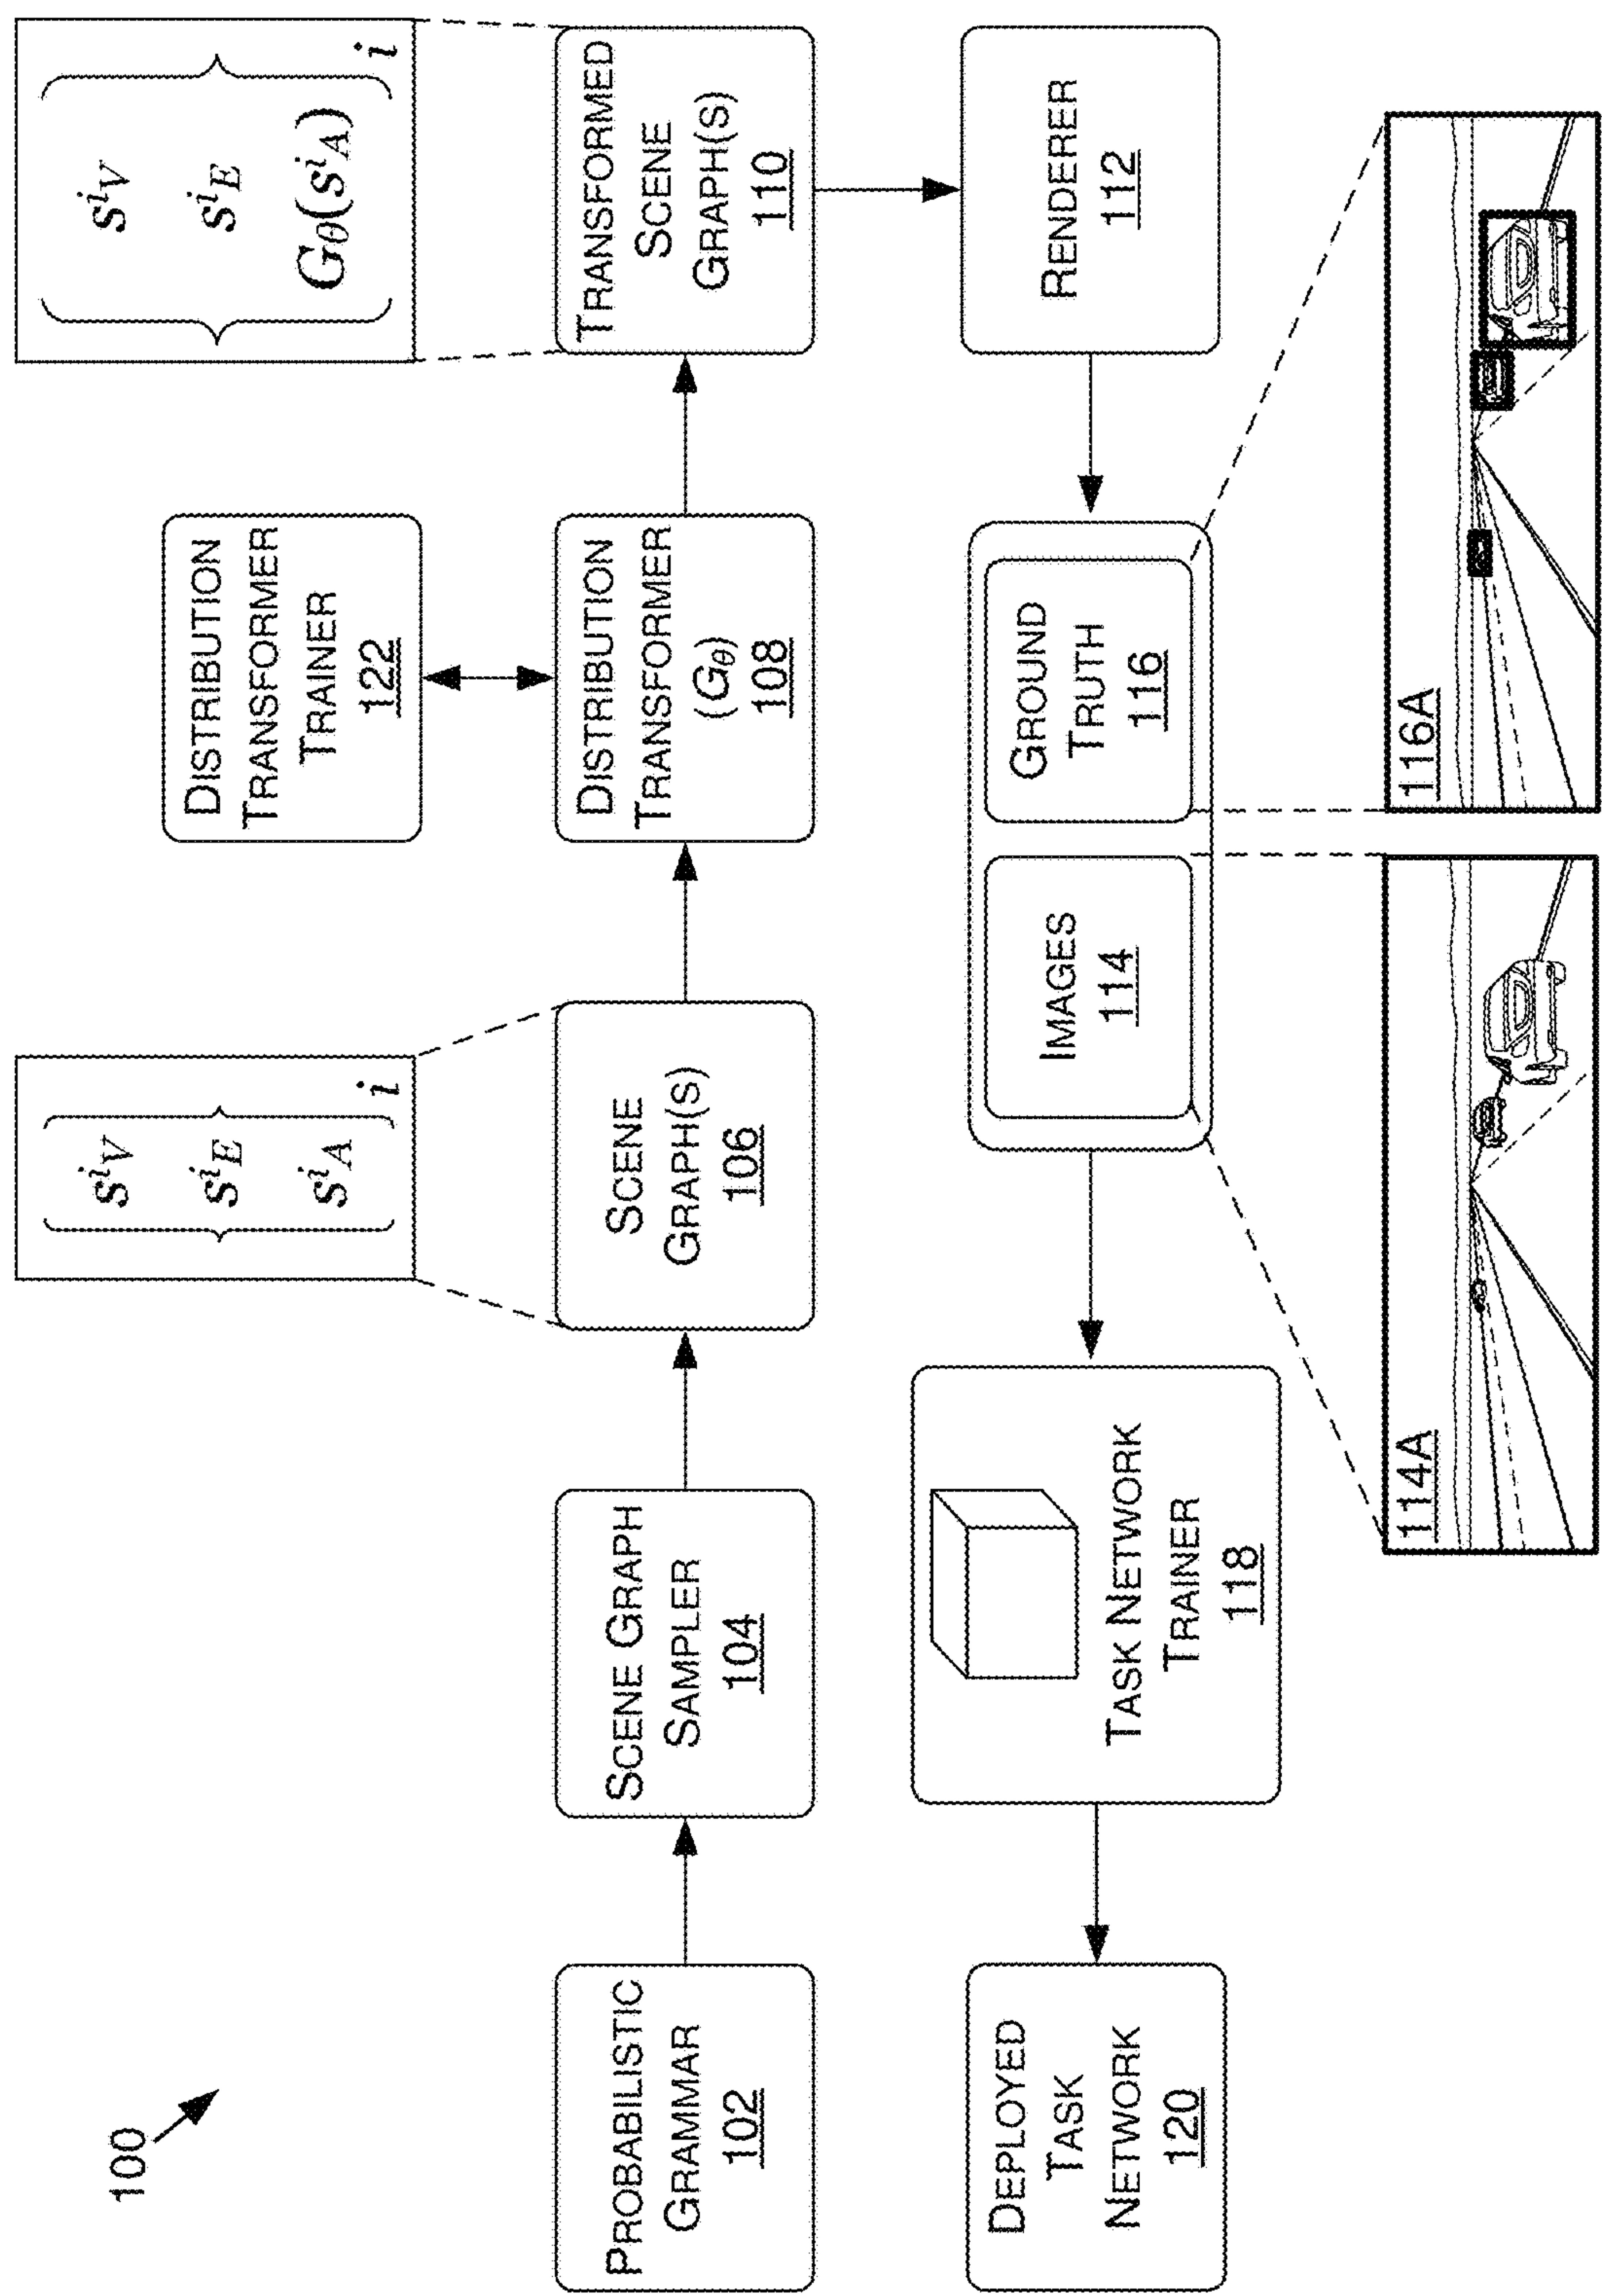 100
PROBABILISTIC
GRAMMAR
102
SCENE GRAPH
SAMPLER
104
s^i_V
s^i_E
s^i_A
i
SCENE
GRAPH(S)
106
DISTRIBUTION
TRANSFORMER
TRAINER
122
DISTRIBUTION
TRANSFORMER
(G_θ)
108
s^i_V
s^i_E
G_θ(s^i_A)
i
TRANSFORMED
SCENE
GRAPH(S)
110
DEPLOYED
TASK
NETWORK
120
TASK NETWORK
TRAINER
118
IMAGES
114
GROUND
TRUTH
116
RENDERER
112
114A
116A